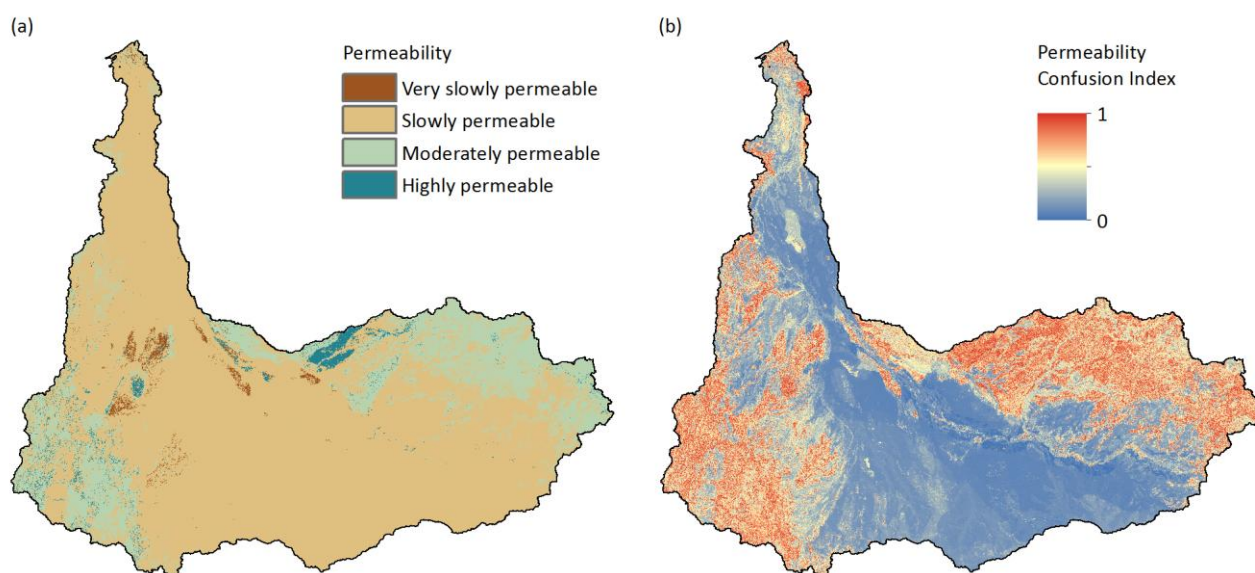 (a)
Permeability
Very slowly permeable
Slowly permeable
Moderately permeable
Highly permeable
(b)
Permeability
Confusion Index
1
0